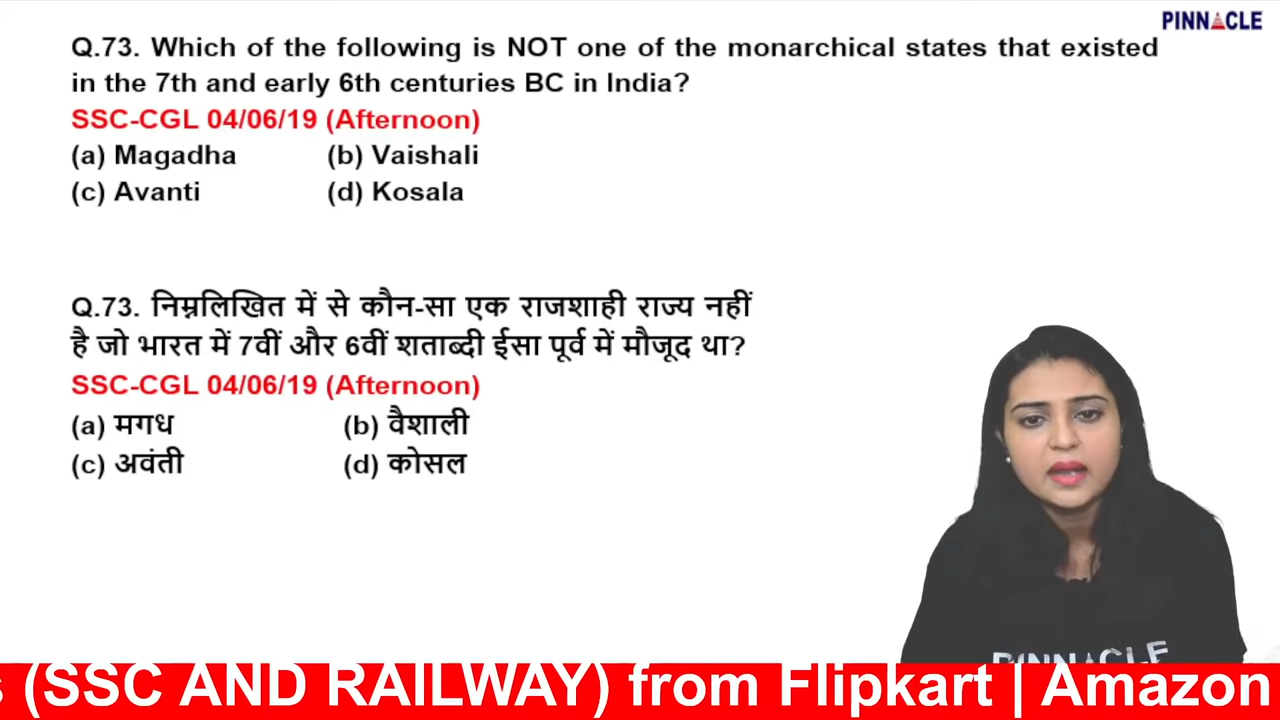 PINNACLE
Q.73. Which of the following is NOT one of the monarchical states that existed
in the 7th and early 6th centuries BC in India?
SSC-CGL 04/06/19 (Afternoon)
(a) Magadha (b) Vaishali
(c) Avanti (d) Kosala
Q.73. निम्नलिखित में से कौन-सा एक राजशाही राज्य नहीं
है जो भारत में 7वीं और 6वीं शताब्दी ईसा पूर्व में मौजूद था?
SSC-CGL 04/06/19 (Afternoon)
(a) मगध (b) वैशाली
(c) अवंती (d) कोसल
PINNACLE
(SSC AND RAILWAY) from Flipkart | Amazon